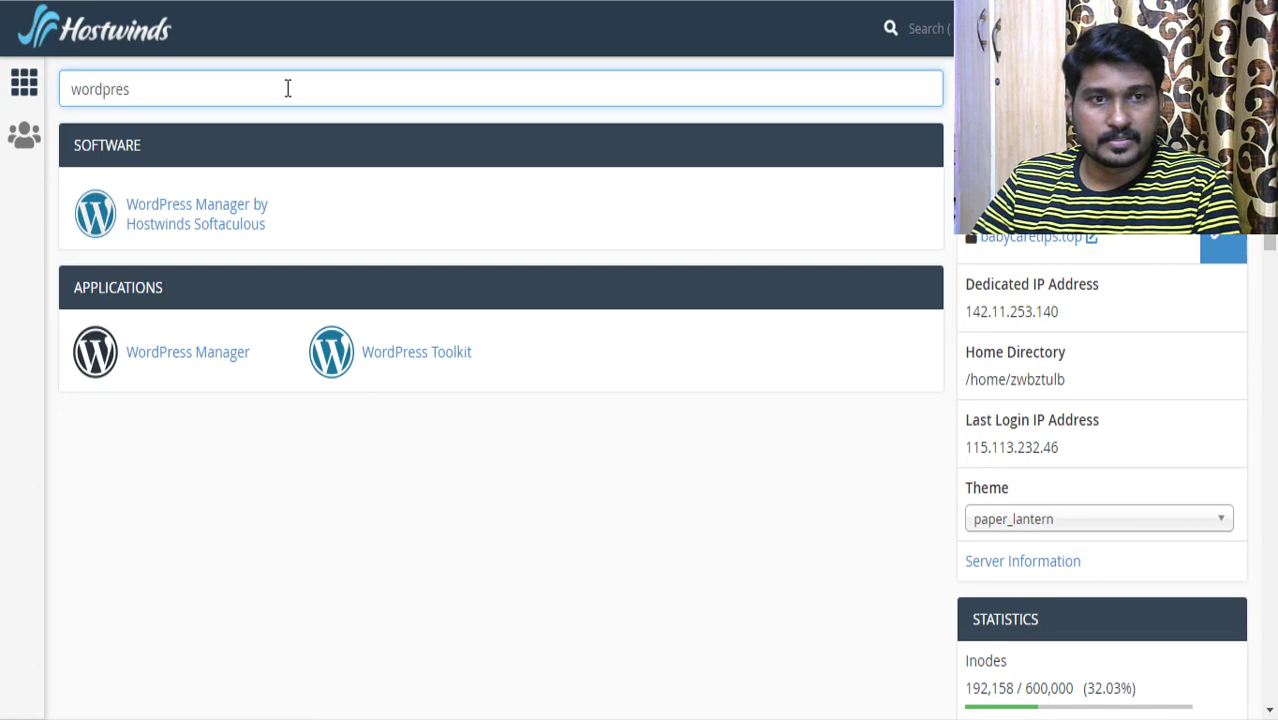 Hostwinds
Search (
wordpres
SOFTWARE
WordPress Manager by
Hostwinds Softaculous
APPLICATIONS
WordPress Manager
WordPress Toolkit
babycaretips.top
Dedicated IP Address
142.11.253.140
Home Directory
/home/zwbztulb
Last Login IP Address
115.113.232.46
Theme
paper_lantern
Server Information
STATISTICS
Inodes
192,158 / 600,000 (32.03%)